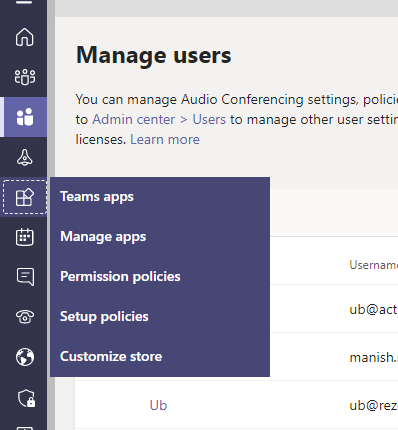 Manage users
You can manage Audio Conferencing settings, policie
to Admin center > Users to manage other user settin
licenses. Learn more
Teams apps
Manage apps
Permission policies
Setup policies
Customize store
Username
ub@act
manish.s
Ub ub@rez